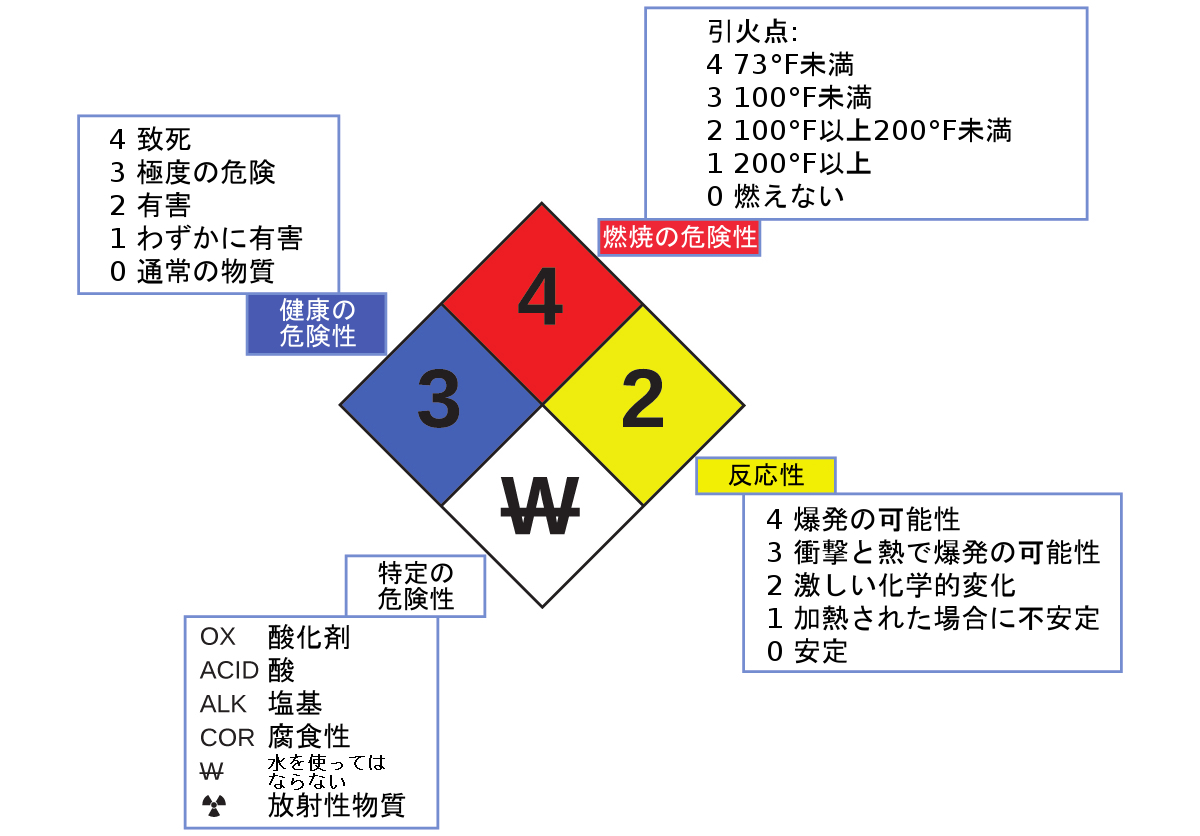 引火点:
4 73°F未満
3 100°F未満
2 100°F以上200°F未満
1 200°F以上
0 燃えない
燃焼の危険性
4 致死
3 極度の危険
2 有害
1 わずかに有害
0 通常の物質
健康の
危険性
4
3
2
W
反応性
4 爆発の可能性
3 衝撃と熱で爆発の可能性
2 激しい化学的変化
1 加熱された場合に不安定
0 安定
特定の
危険性
OX 酸化剤
ACID 酸
ALK 塩基
COR 腐食性
W 水を使っては
ならない
放射性物質